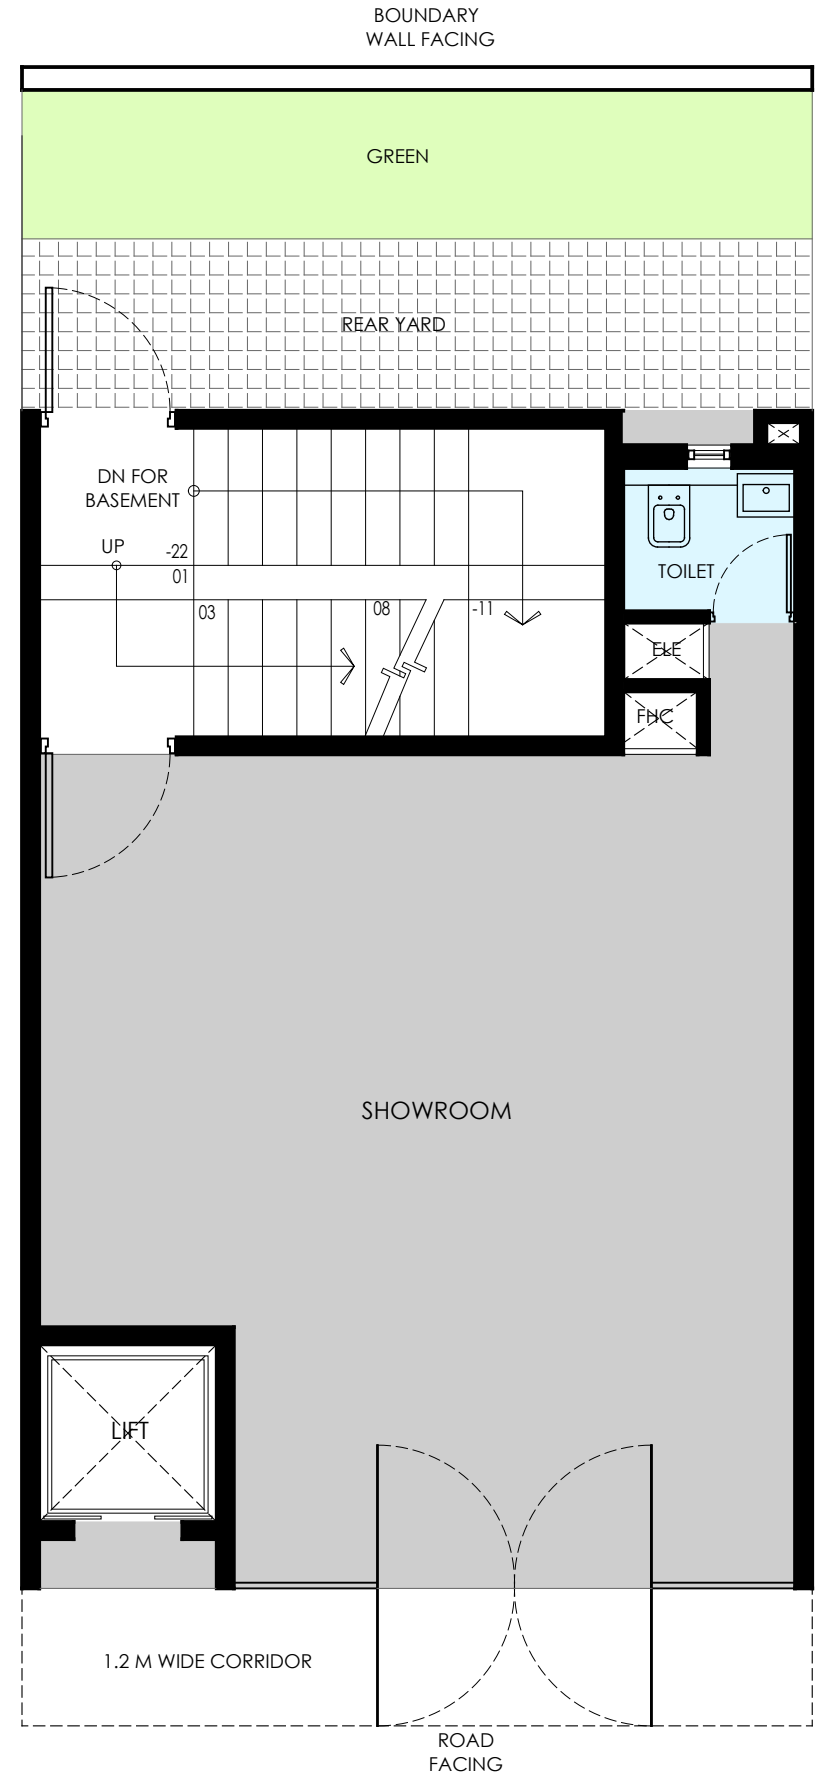 BOUNDARY
WALL FACING
GREEN
REAR YARD
DN FOR
BASEMENT
UP
-22
01
03
08
-11
TOILET
ELE
FHC
SHOWROOM
LIFT
1.2 M WIDE CORRIDOR
ROAD
FACING